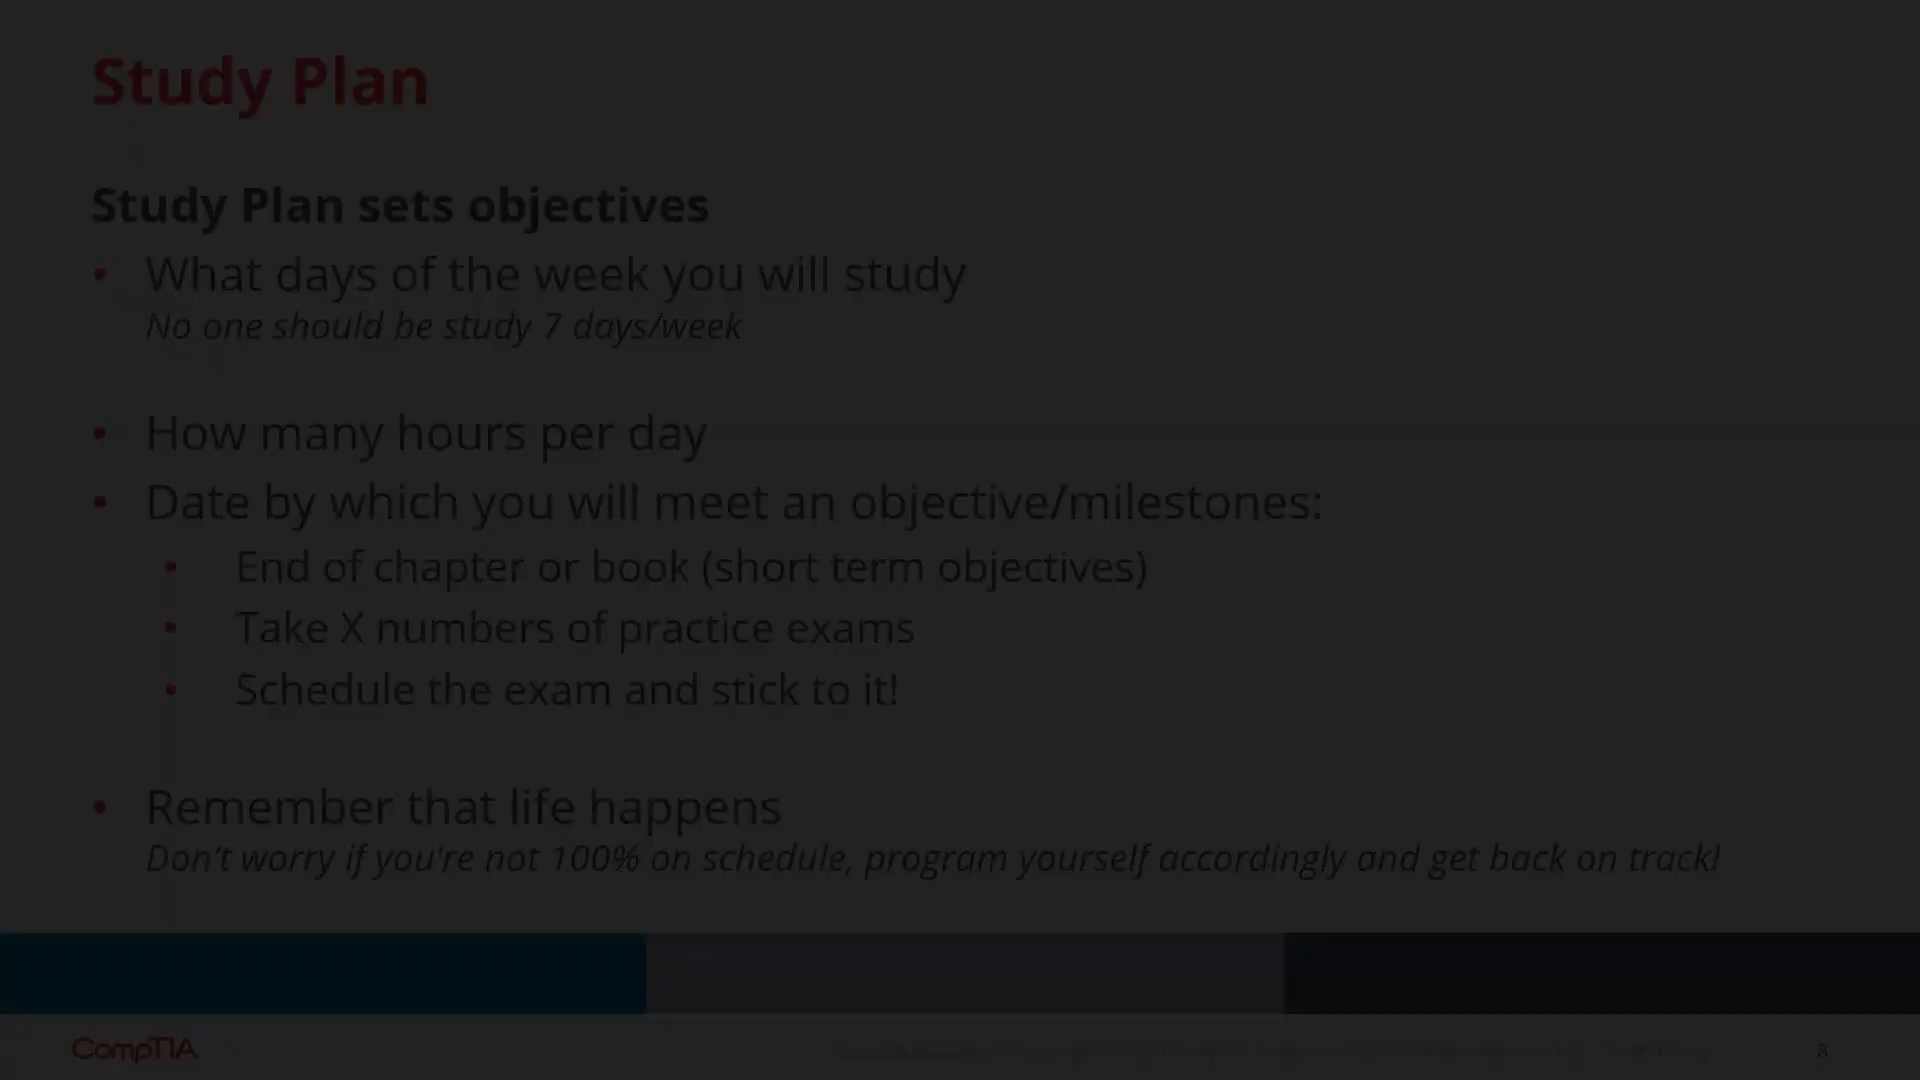 Study Plan
Study Plan sets objectives
• What days of the week you will study
No one should be study 7 days/week
• How many hours per day
• Date by which you will meet an objective/milestones:
• End of chapter or book (short term objectives)
• Take X numbers of practice exams
• Schedule the exam and stick to it!
• Remember that life happens
Don't worry if you're not 100% on schedule, program yourself accordingly and get back on track!
CompTIA
8